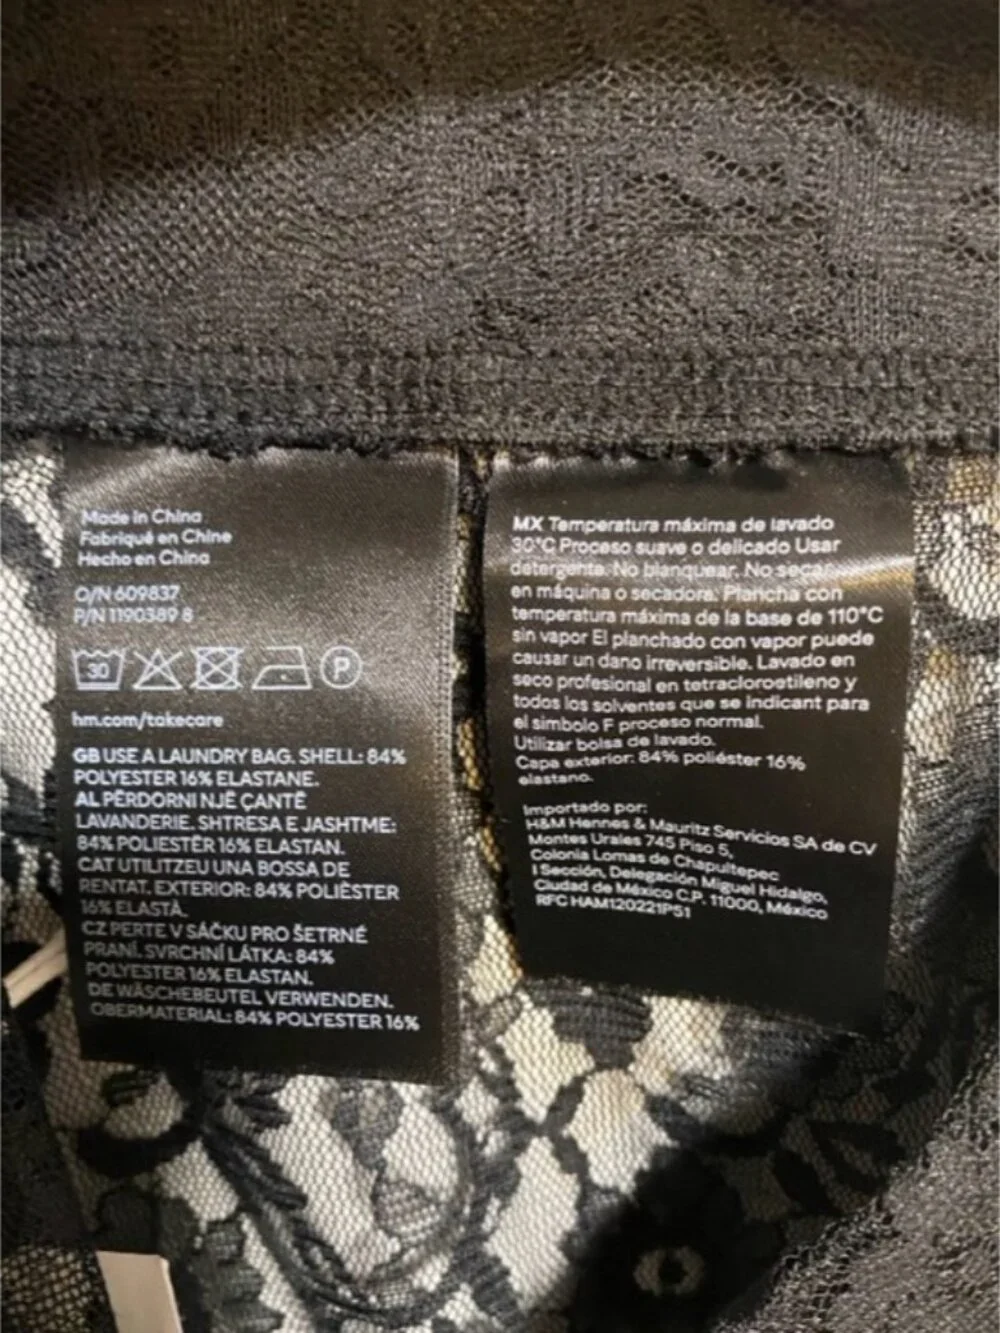 Made in China
Fabriqué en Chine
Hecho en China
O/N 609837
P/N 1190389 8
30
P
hm.com/takecare
GB USE A LAUNDRY BAG. SHELL: 84%
POLYESTER 16% ELASTANE.
AL PËRDORNI NJË ÇANTË
LAVANDERIE. SHTRESA E JASHTME:
84% POLIESTËR 16% ELASTAN.
CAT UTILITZEU UNA BOSSA DE
RENTAT. EXTERIOR: 84% POLIÈSTER
16% ELASTÀ.
CZ PERTE V SÁČKU PRO ŠETRNÉ
PRANÍ. SVRCHNÍ LÁTKA: 84%
POLYESTER 16% ELASTAN.
DE WÄSCHEBEUTEL VERWENDEN.
OBERMATERIAL: 84% POLYESTER 16%
MX Temperatura máxima de lavado
30°C Proceso suave o delicado Usar
detergente. No blanquear. No secar
en máquina o secadora. Plancha con
temperatura máxima de la base de 110°C
sin vapor El planchado con vapor puede
causar un dano irreversible. Lavado en
seco profesional en tetracloroetileno y
todos los solventes que se indicant para
el simbolo F proceso normal.
Utilizar bolsa de lavado.
Capa exterior: 84% poliéster 16%
elastano.
Importado por:
H&M Hennes & Mauritz Servicios SA de CV
Montes Urales 745 Piso 5,
Colonia Lomas de Chapultepec
I Sección, Delegación Miguel Hidalgo,
Ciudad de México C.P. 11000, México
RFC HAM120221P51